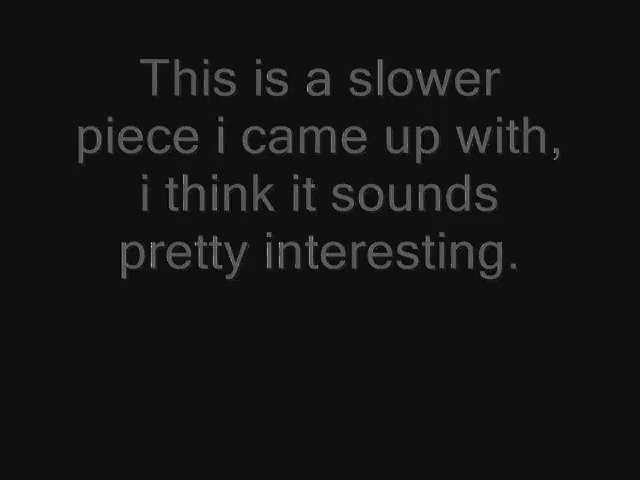 This is a slower
piece i came up with,
i think it sounds
pretty interesting.